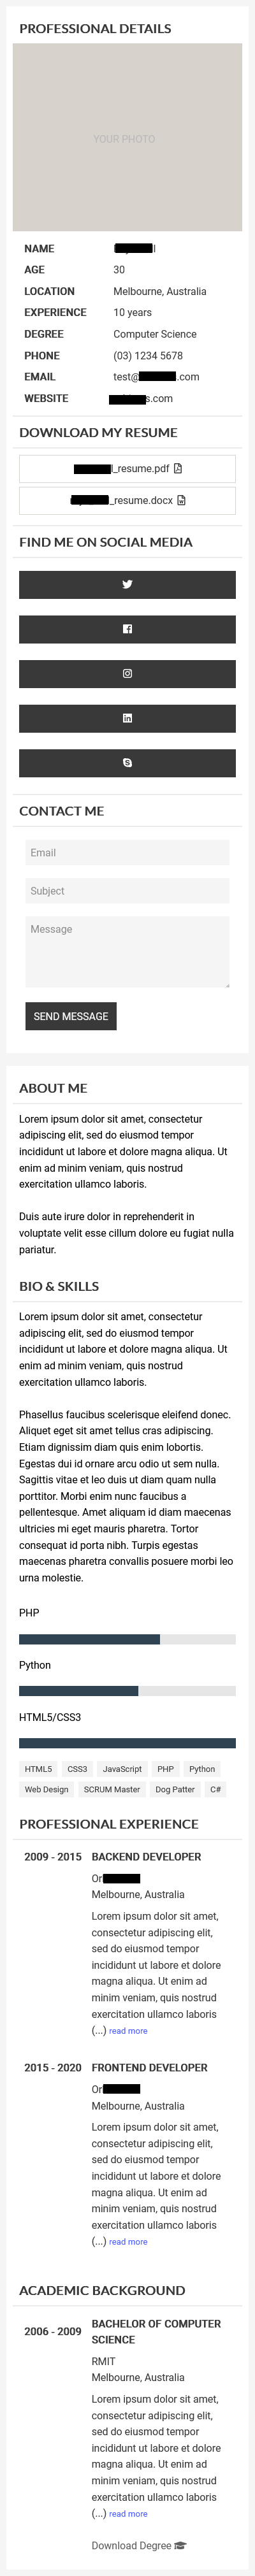 PROFESSIONAL DETAILS
YOUR PHOTO
NAME
AGE 30
LOCATION Melbourne, Australia
EXPERIENCE 10 years
DEGREE Computer Science
PHONE (03) 1234 5678
EMAIL test@ .com
WEBSITE s.com
DOWNLOAD MY RESUME
_resume.pdf
_resume.docx
FIND ME ON SOCIAL MEDIA
CONTACT ME
Email
Subject
Message
SEND MESSAGE
ABOUT ME
Lorem ipsum dolor sit amet, consectetur
adipiscing elit, sed do eiusmod tempor
incididunt ut labore et dolore magna aliqua. Ut
enim ad minim veniam, quis nostrud
exercitation ullamco laboris.
Duis aute irure dolor in reprehenderit in
voluptate velit esse cillum dolore eu fugiat nulla
pariatur.
BIO & SKILLS
Lorem ipsum dolor sit amet, consectetur
adipiscing elit, sed do eiusmod tempor
incididunt ut labore et dolore magna aliqua. Ut
enim ad minim veniam, quis nostrud
exercitation ullamco laboris.
Phasellus faucibus scelerisque eleifend donec.
Aliquet eget sit amet tellus cras adipiscing.
Etiam dignissim diam quis enim lobortis.
Egestas dui id ornare arcu odio ut sem nulla.
Sagittis vitae et leo duis ut diam quam nulla
porttitor. Morbi enim nunc faucibus a
pellentesque. Amet aliquam id diam maecenas
ultricies mi eget mauris pharetra. Tortor
consequat id porta nibh. Turpis egestas
maecenas pharetra convallis posuere morbi leo
urna molestie.
PHP
Python
HTML5/CSS3
HTML5 CSS3 JavaScript PHP Python
Web Design SCRUM Master Dog Patter C#
PROFESSIONAL EXPERIENCE
2009 - 2015 BACKEND DEVELOPER
Or
Melbourne, Australia
Lorem ipsum dolor sit amet,
consectetur adipiscing elit,
sed do eiusmod tempor
incididunt ut labore et dolore
magna aliqua. Ut enim ad
minim veniam, quis nostrud
exercitation ullamco laboris
(...) read more
2015 - 2020 FRONTEND DEVELOPER
Or
Melbourne, Australia
Lorem ipsum dolor sit amet,
consectetur adipiscing elit,
sed do eiusmod tempor
incididunt ut labore et dolore
magna aliqua. Ut enim ad
minim veniam, quis nostrud
exercitation ullamco laboris
(...) read more
ACADEMIC BACKGROUND
2006 - 2009 BACHELOR OF COMPUTER
SCIENCE
RMIT
Melbourne, Australia
Lorem ipsum dolor sit amet,
consectetur adipiscing elit,
sed do eiusmod tempor
incididunt ut labore et dolore
magna aliqua. Ut enim ad
minim veniam, quis nostrud
exercitation ullamco laboris
(...) read more
Download Degree